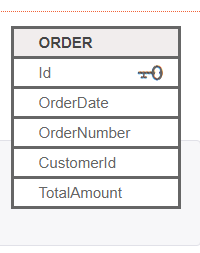 ORDER
Id
OrderDate
OrderNumber
CustomerId
TotalAmount